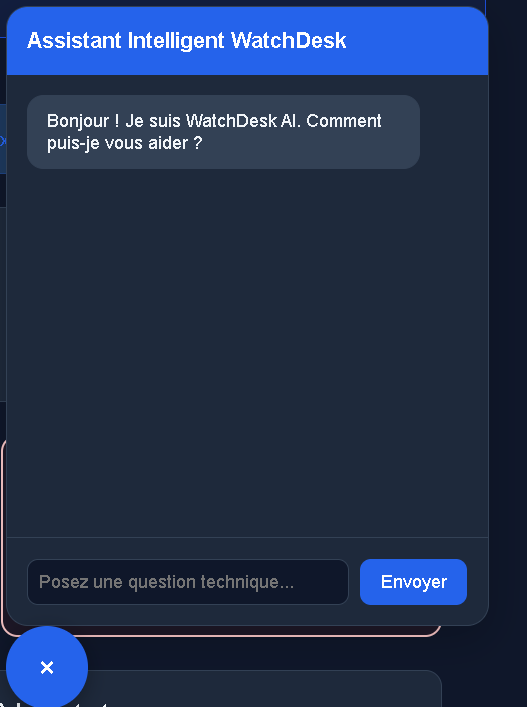 Assistant Intelligent WatchDesk
Bonjour ! Je suis WatchDesk AI. Comment
puis-je vous aider ?
Posez une question technique...
Envoyer
×